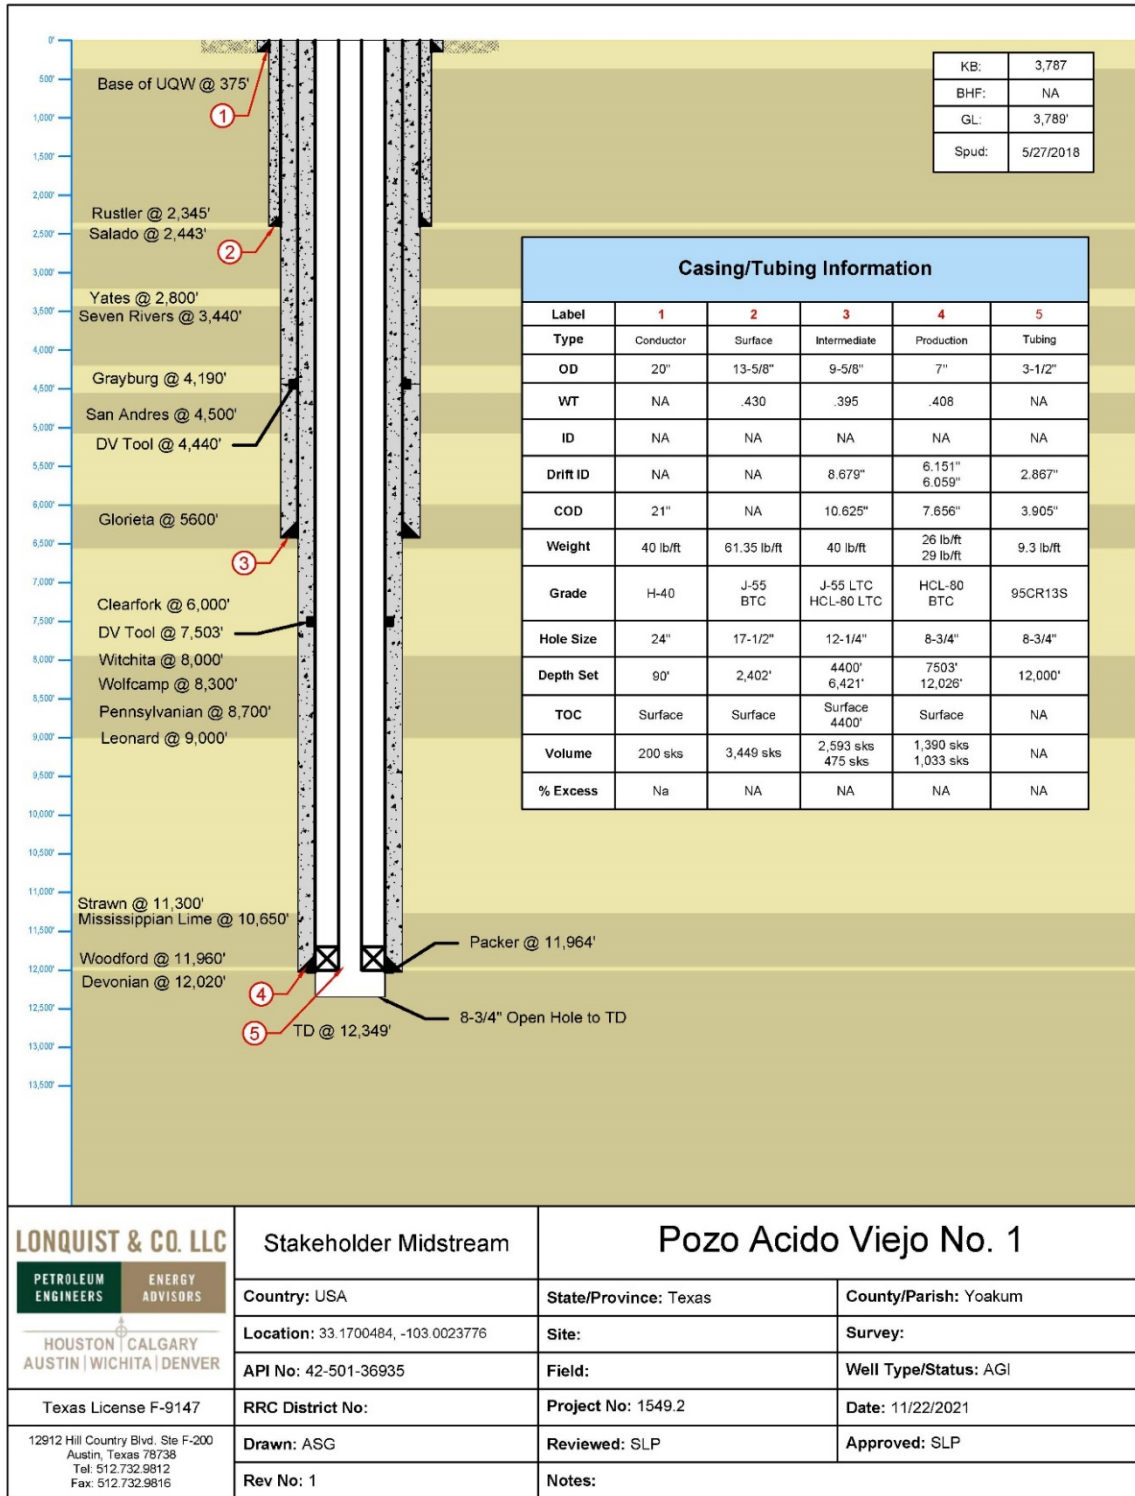 0'
500'
1,000'
1,500'
2,000'
2,500'
3,000'
3,500'
4,000'
4,500'
5,000'
5,500'
6,000'
6,500'
7,000'
7,500'
8,000'
8,500'
9,000'
9,500'
10,000'
10,500'
11,000'
11,500'
12,000'
12,500'
13,000'
13,500'
Base of UQW @ 375'
1
Rustler @ 2,345'
Salado @ 2,443'
2
Yates @ 2,800'
Seven Rivers @ 3,440'
Grayburg @ 4,190'
San Andres @ 4,500'
DV Tool @ 4,440'
Glorieta @ 5600'
3
Clearfork @ 6,000'
DV Tool @ 7,503'
Witchita @ 8,000'
Wolfcamp @ 8,300'
Pennsylvanian @ 8,700'
Leonard @ 9,000'
Strawn @ 11,300'
Mississippian Lime @ 10,650'
Woodford @ 11,960'
Devonian @ 12,020'
4
5
Packer @ 11,964'
8-3/4" Open Hole to TD
TD @ 12,349'
KB: 3,787
BHF: NA
GL: 3,789'
Spud: 5/27/2018
Casing/Tubing Information
Label 1 2 3 4 5
Type Conductor Surface Intermediate Production Tubing
OD 20" 13-5/8" 9-5/8" 7" 3-1/2"
WT NA .430 .395 .408 NA
ID NA NA NA NA NA
Drift ID NA NA 8.679" 6.151" 6.059" 2.867"
COD 21" NA 10.625" 7.656" 3.905"
Weight 40 lb/ft 61.35 lb/ft 40 lb/ft 26 lb/ft 29 lb/ft 9.3 lb/ft
Grade H-40 J-55 BTC J-55 LTC HCL-80 LTC HCL-80 BTC 95CR13S
Hole Size 24" 17-1/2" 12-1/4" 8-3/4" 8-3/4"
Depth Set 90' 2,402' 4400' 6,421' 7503' 12,026' 12,000'
TOC Surface Surface Surface 4400' Surface NA
Volume 200 sks 3,449 sks 2,593 sks 475 sks 1,390 sks 1,033 sks NA
% Excess Na NA NA NA NA
LONQUIST & CO. LLC
PETROLEUM ENGINEERS
ENERGY ADVISORS
HOUSTON | CALGARY
AUSTIN | WICHITA | DENVER
Texas License F-9147
12912 Hill Country Blvd. Ste F-200
Austin, Texas 78738
Tel: 512.732.9812
Fax: 512.732.9816
Stakeholder Midstream
Pozo Acido Viejo No. 1
Country: USA
State/Province: Texas
County/Parish: Yoakum
Location: 33.1700484, -103.0023776
Site:
Survey:
API No: 42-501-36935
Field:
Well Type/Status: AGI
RRC District No:
Project No: 1549.2
Date: 11/22/2021
Drawn: ASG
Reviewed: SLP
Approved: SLP
Rev No: 1
Notes: